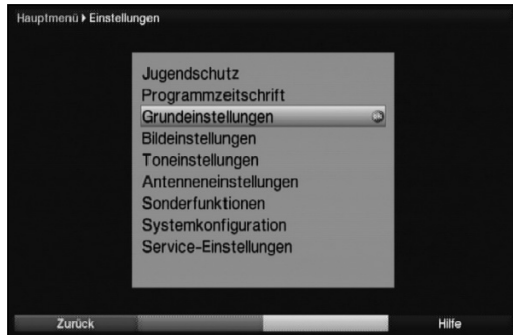 Hauptmenü ▸ Einstellungen
Jugendschutz
Programmzeitschrift
Grundeinstellungen
Bildeinstellungen
Toneinstellungen
Antenneneinstellungen
Sonderfunktionen
Systemkonfiguration
Service-Einstellungen
Zurück Hilfe